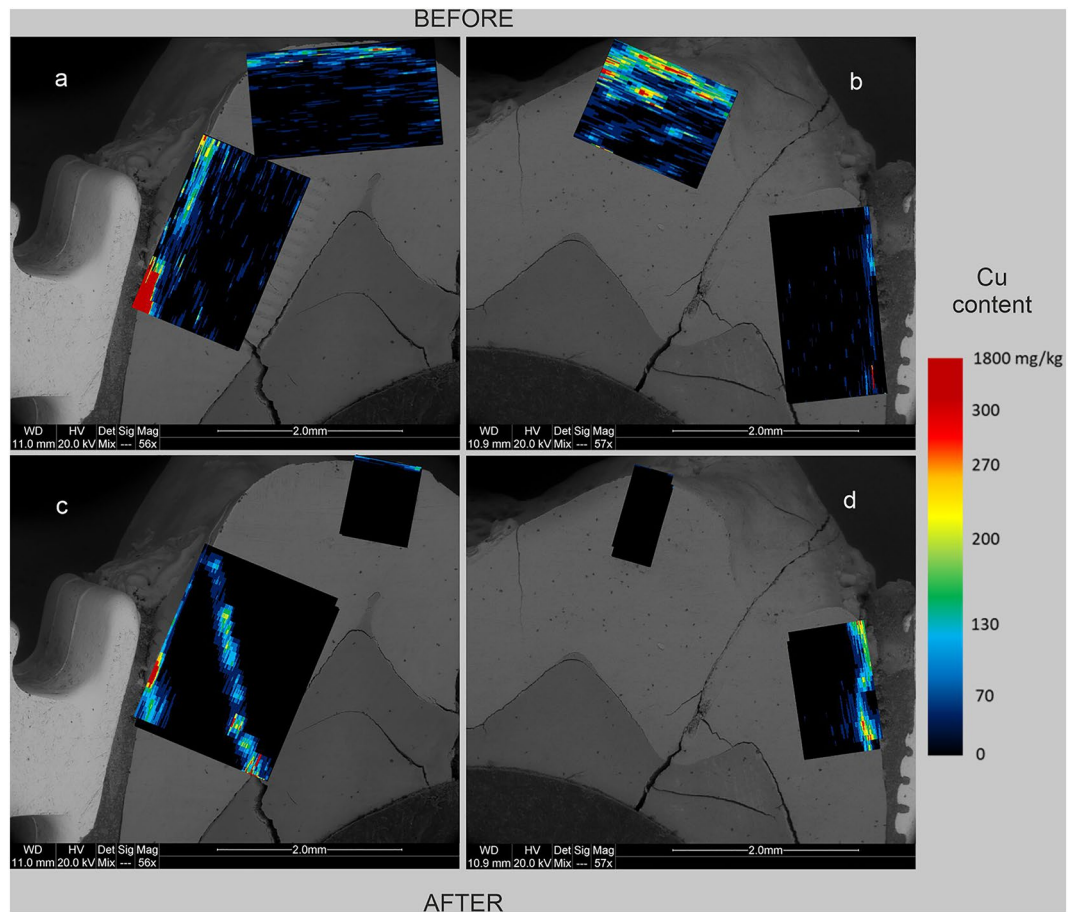 BEFORE
a
b
WD HV Det Sig Mag
11.0 mm 20.0 kV Mix --- 56x
2.0mm
WD HV Det Sig Mag
10.9 mm 20.0 kV Mix --- 57x
2.0mm
c
d
WD HV Det Sig Mag
11.0 mm 20.0 kV Mix --- 56x
2.0mm
WD HV Det Sig Mag
10.9 mm 20.0 kV Mix --- 57x
2.0mm
AFTER
Cu
content
1800 mg/kg
300
270
200
130
70
0